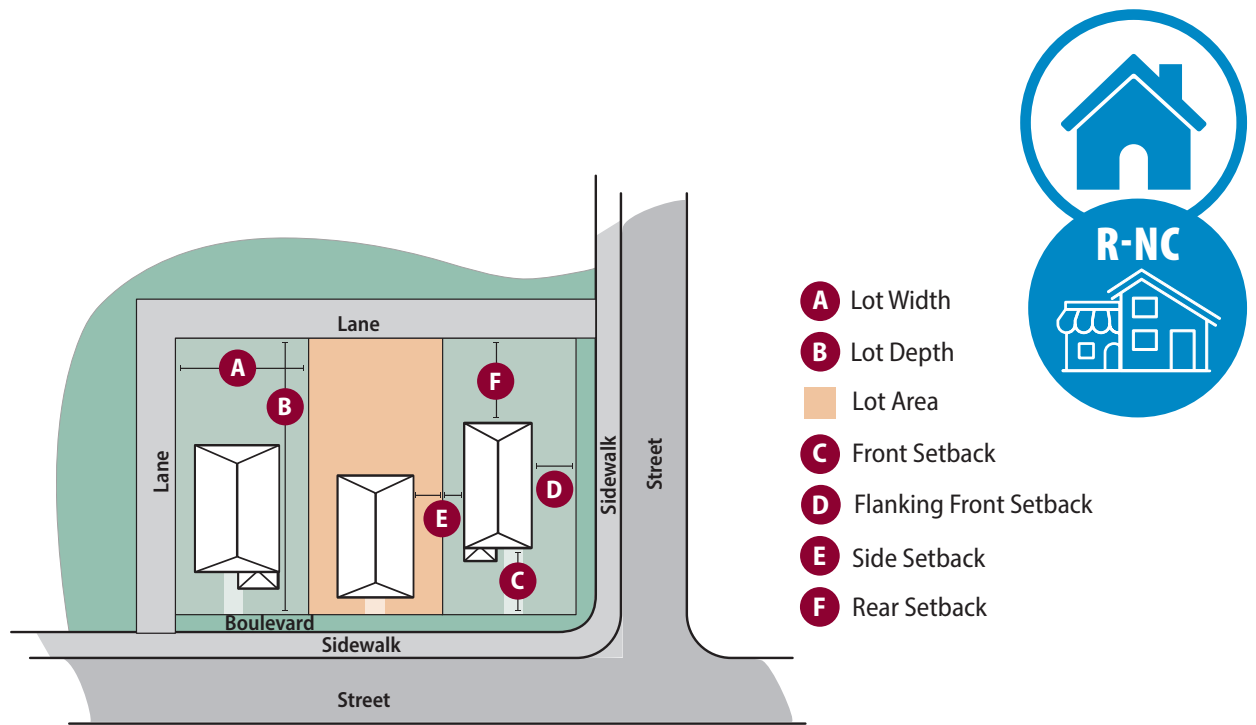 R-NC
A Lot Width
B Lot Depth
Lot Area
C Front Setback
D Flanking Front Setback
E Side Setback
F Rear Setback
Lane
A
B
F
Lane
D
E
C
Sidewalk
Street
Boulevard
Sidewalk
Street